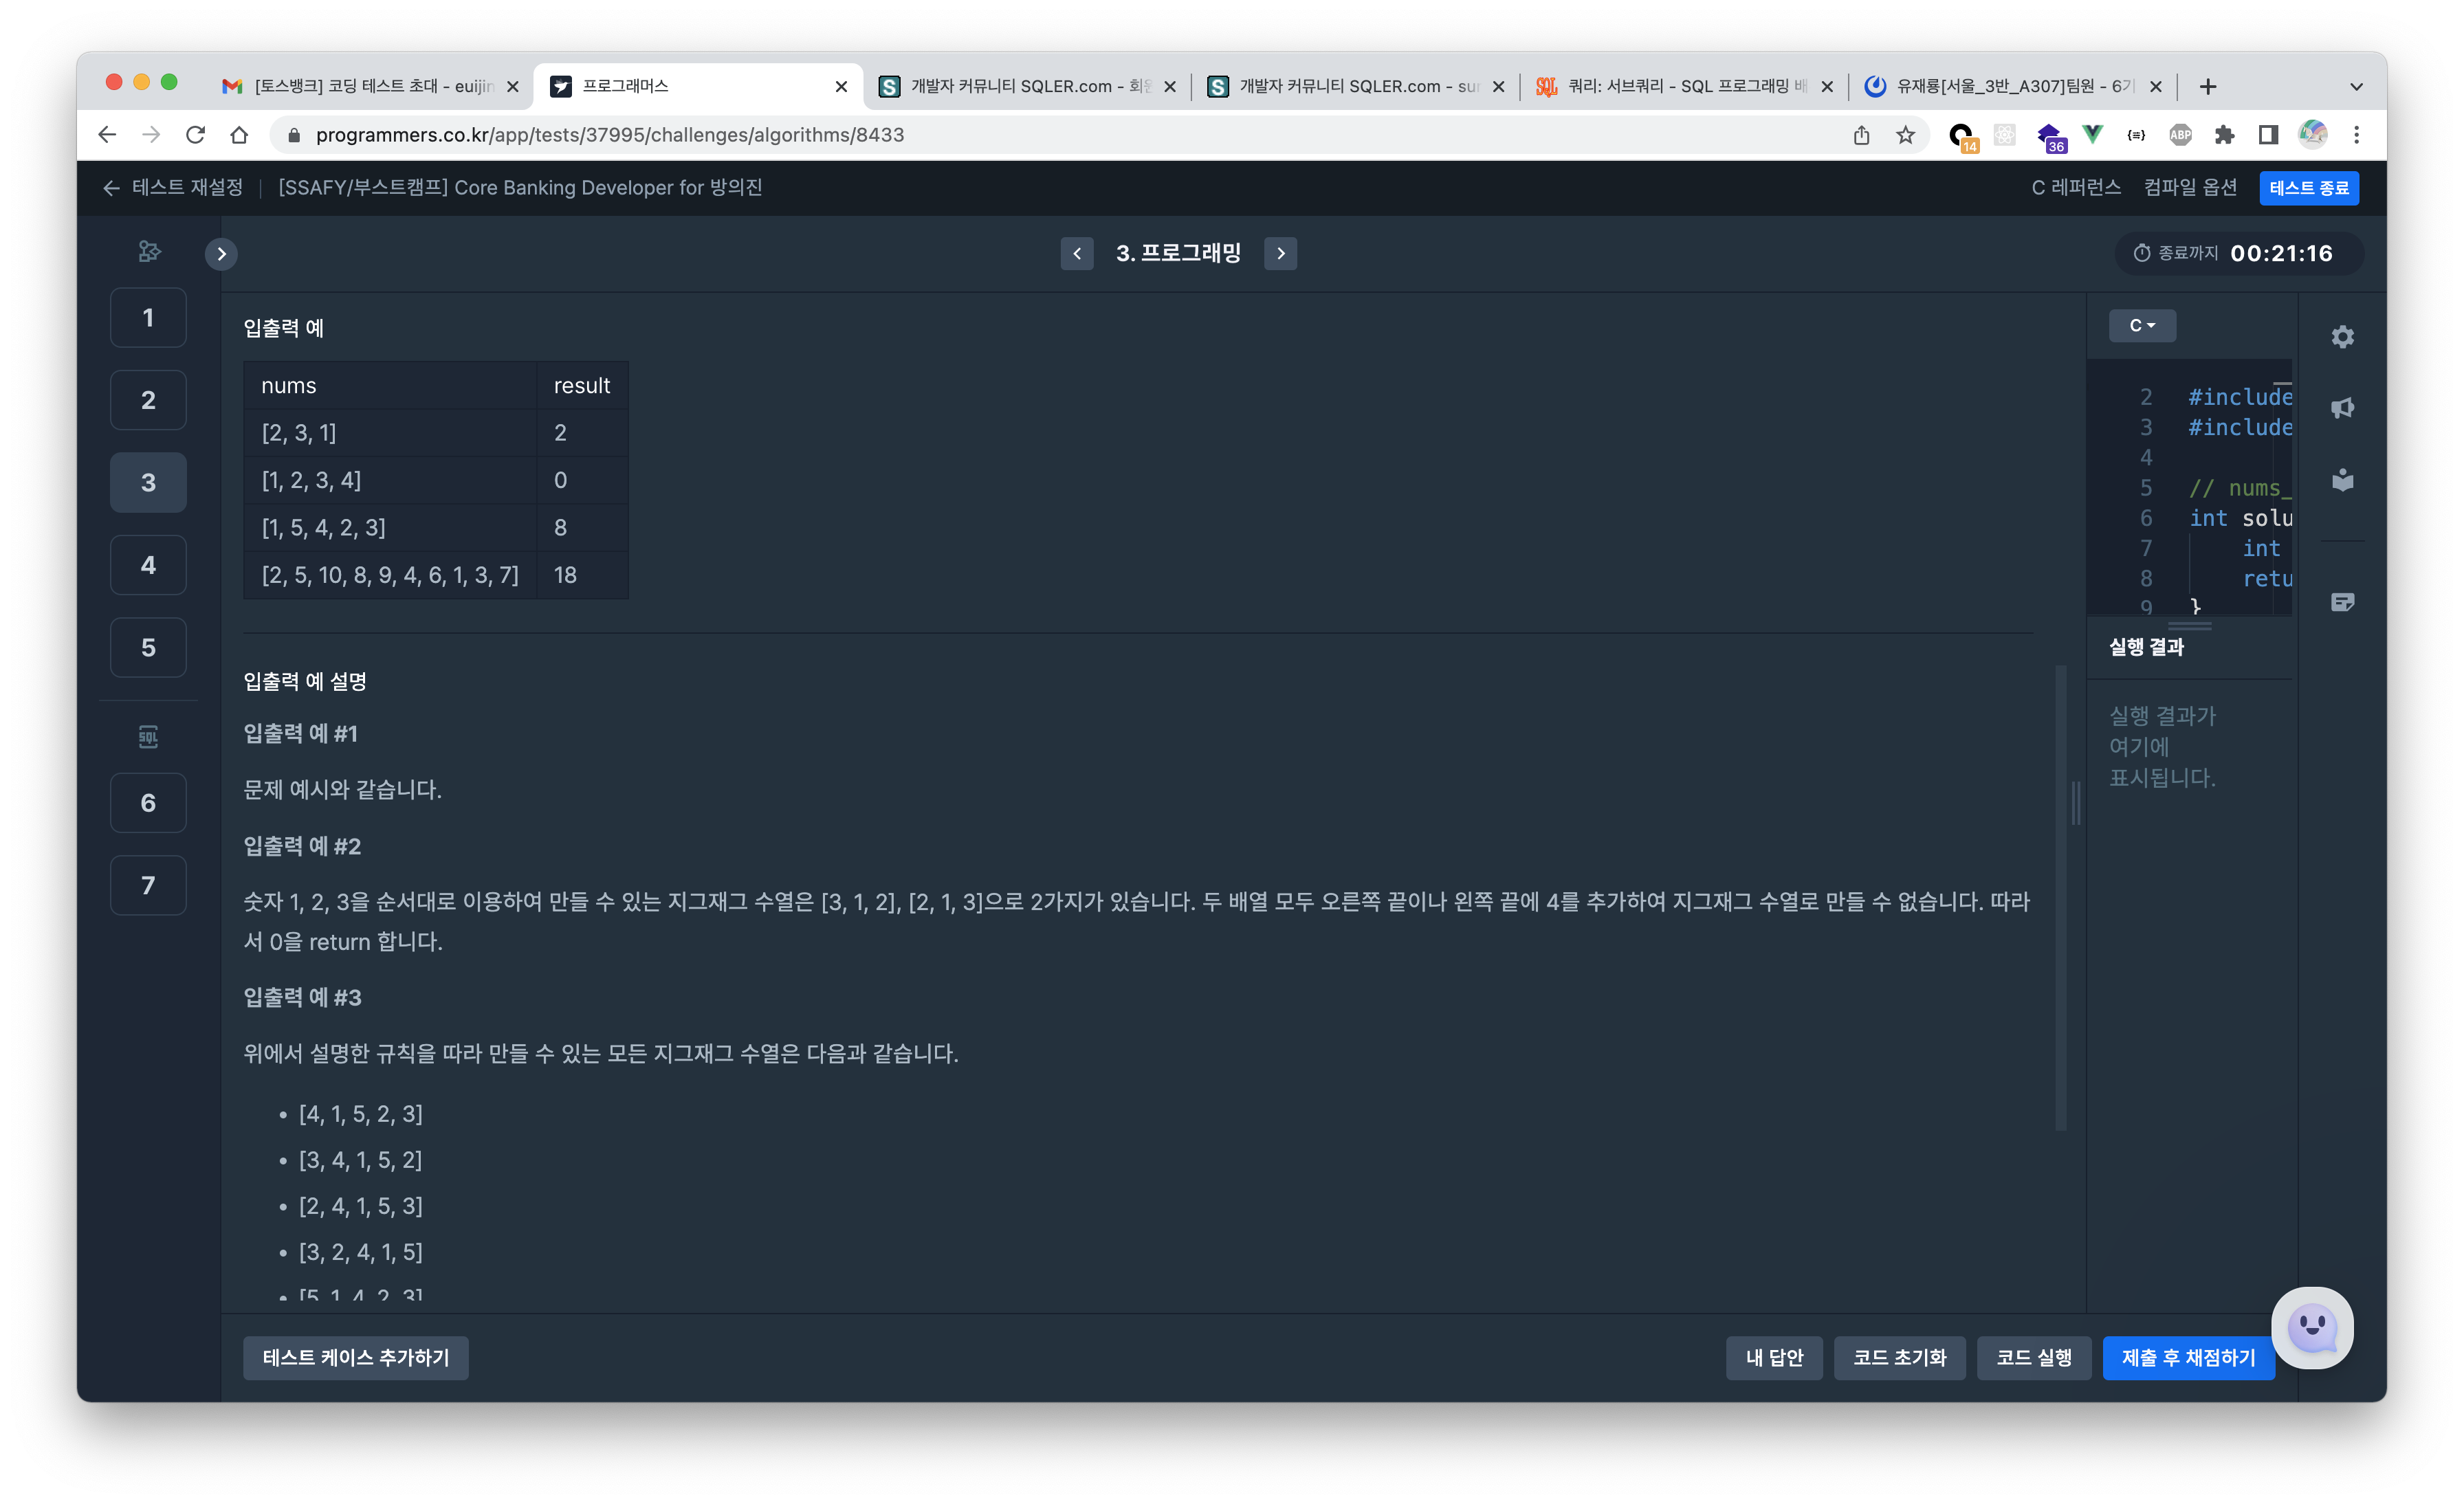 [토스뱅크] 코딩 테스트 초대 - euijin
프로그래머스
개발자 커뮤니티 SQLER.com - 회원
개발자 커뮤니티 SQLER.com - sur
쿼리: 서브쿼리 - SQL 프로그래밍 배
유재룡[서울_3반_A307]팀원 - 6기
programmers.co.kr/app/tests/37995/challenges/algorithms/8433
14
36
ABP
테스트 재설정
[SSAFY/부스트캠프] Core Banking Developer for 방의진
C 레퍼런스
컴파일 옵션
테스트 종료
3. 프로그래밍
종료까지 00:21:16
1
2
3
4
5
SQL
6
7
입출력 예
nums result
[2, 3, 1] 2
[1, 2, 3, 4] 0
[1, 5, 4, 2, 3] 8
[2, 5, 10, 8, 9, 4, 6, 1, 3, 7] 18
입출력 예 설명
입출력 예 #1
문제 예시와 같습니다.
입출력 예 #2
숫자 1, 2, 3을 순서대로 이용하여 만들 수 있는 지그재그 수열은 [3, 1, 2], [2, 1, 3]으로 2가지가 있습니다. 두 배열 모두 오른쪽 끝이나 왼쪽 끝에 4를 추가하여 지그재그 수열로 만들 수 없습니다. 따라
서 0을 return 합니다.
입출력 예 #3
위에서 설명한 규칙을 따라 만들 수 있는 모든 지그재그 수열은 다음과 같습니다.
• [4, 1, 5, 2, 3]
• [3, 4, 1, 5, 2]
• [2, 4, 1, 5, 3]
• [3, 2, 4, 1, 5]
• [5, 1, 4, 2, 3]
C
2 #include
3 #include
4
5 // nums_
6 int solu
7 int
8 retu
9 }
실행 결과
실행 결과가
여기에
표시됩니다.
테스트 케이스 추가하기
내 답안
코드 초기화
코드 실행
제출 후 채점하기